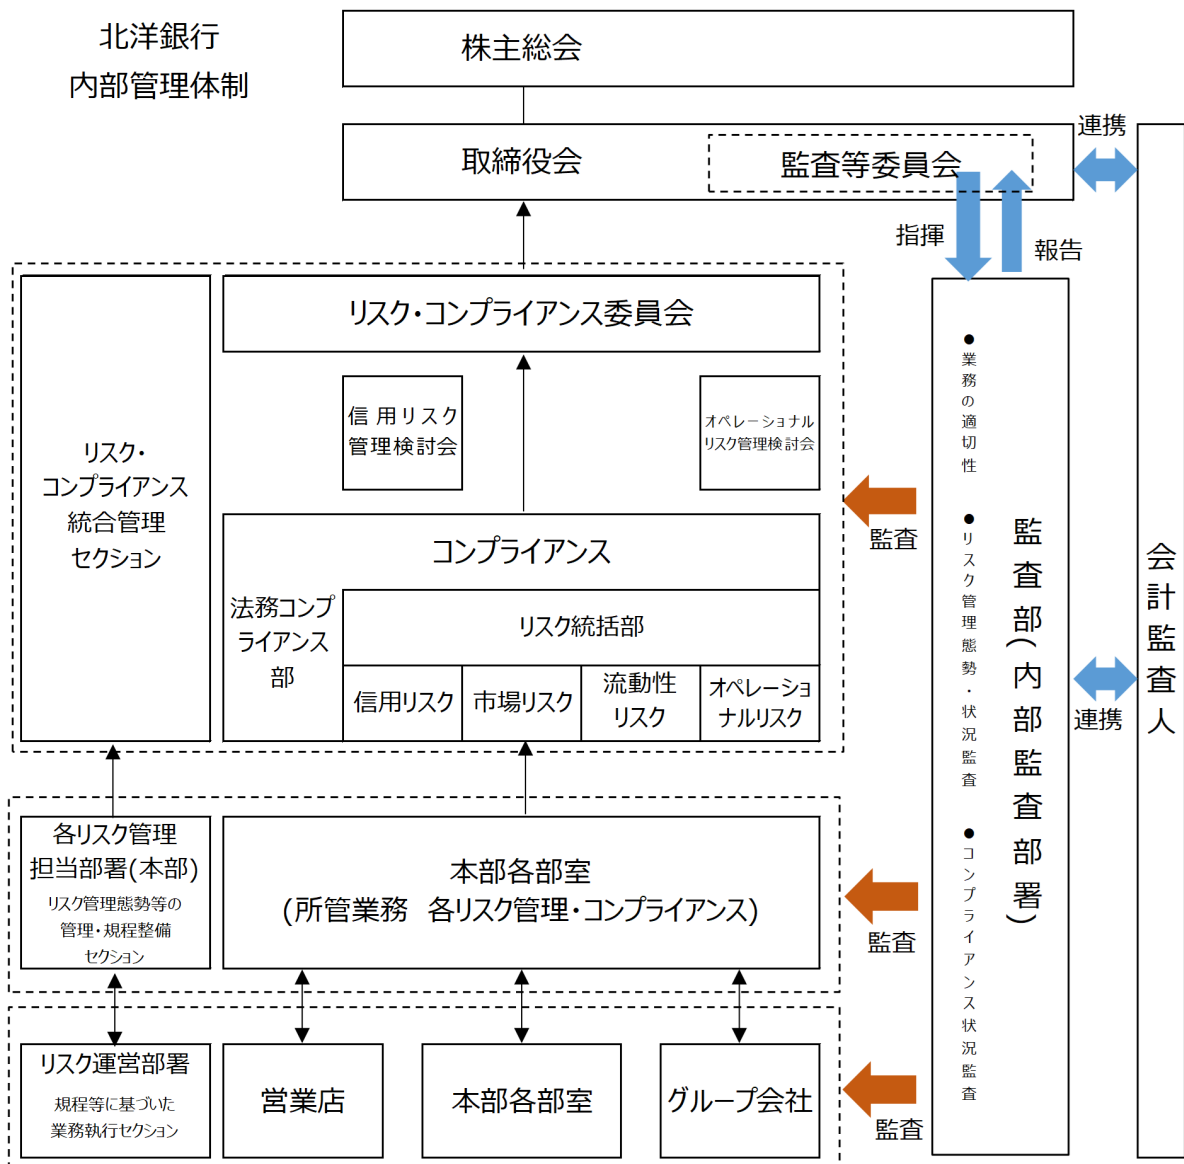 北洋銀行
内部管理体制
株主総会
取締役会
監査等委員会
連携
指揮
報告
リスク・コンプライアンス委員会
リスク・
コンプライアンス
統合管理
セクション
信用リスク
管理検討会
オペレーショナル
リスク管理検討会
コンプライアンス
法務コンプ
ライアンス
部
リスク統括部
信用リスク
市場リスク
流動性
リスク
オペレーショ
ナルリスク
監査
●業務の適切性
●リスク管理態勢・状況監査
●コンプライアンス状況監査
監査部(内部監査部署)
連携
会計監査人
各リスク管理
担当部署(本部)
リスク管理態勢等の
管理・規程整備
セクション
本部各部室
(所管業務 各リスク管理・コンプライアンス)
監査
リスク運営部署
規程等に基づいた
業務執行セクション
営業店
本部各部室
グループ会社
監査